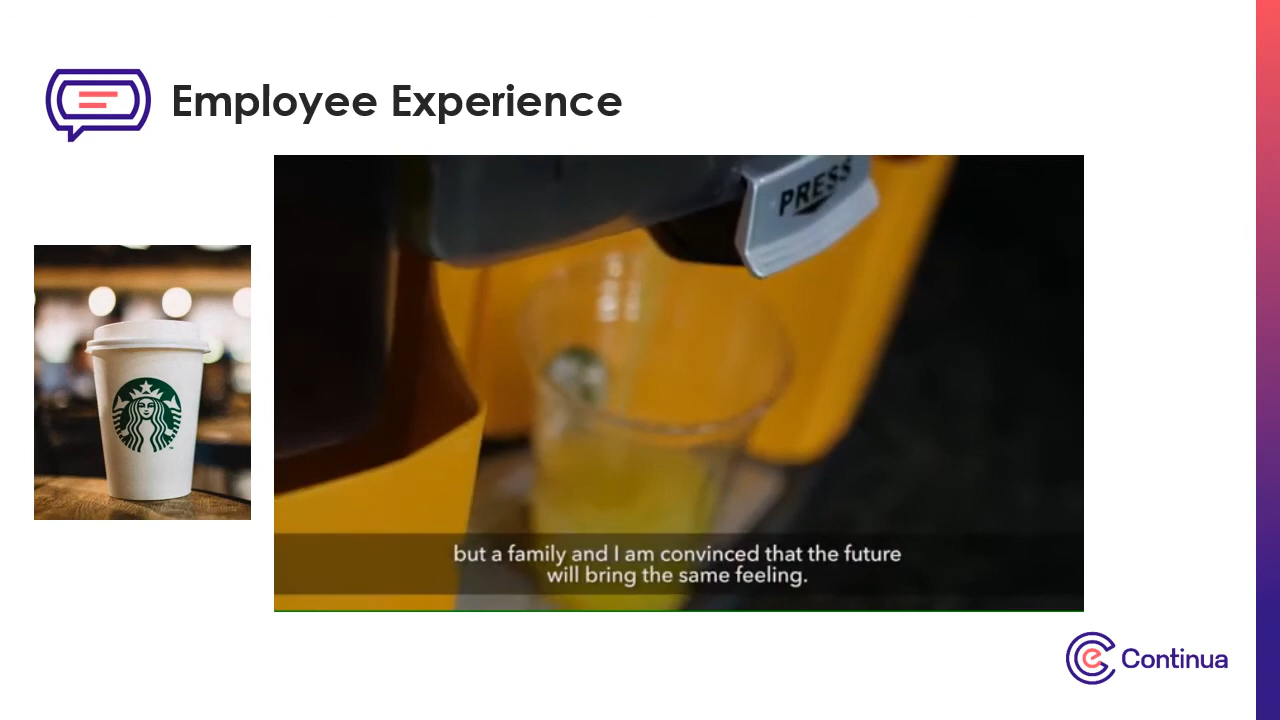 Employee Experience
PRESS
but a family and I am convinced that the future
will bring the same feeling.
Continua